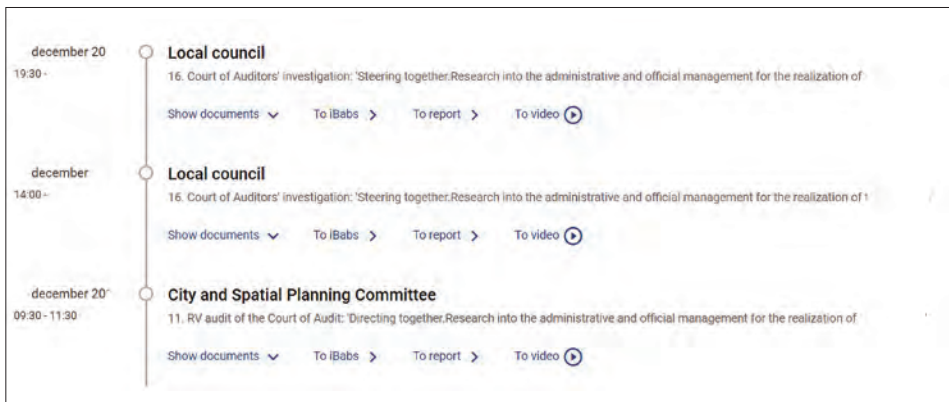 december 20
Local council
19:30 -
16. Court of Auditors' investigation: 'Steering together.Research into the administrative and official management for the realization of
Show documents To iBabs To report To video
december
Local council
14:00 -
16. Court of Auditors' investigation: 'Steering together.Research into the administrative and official management for the realization of
Show documents To iBabs To report To video
december 20
City and Spatial Planning Committee
09:30 - 11:30
11. RV audit of the Court of Audit: 'Directing together.Research into the administrative and official management for the realization of
Show documents To iBabs To report To video